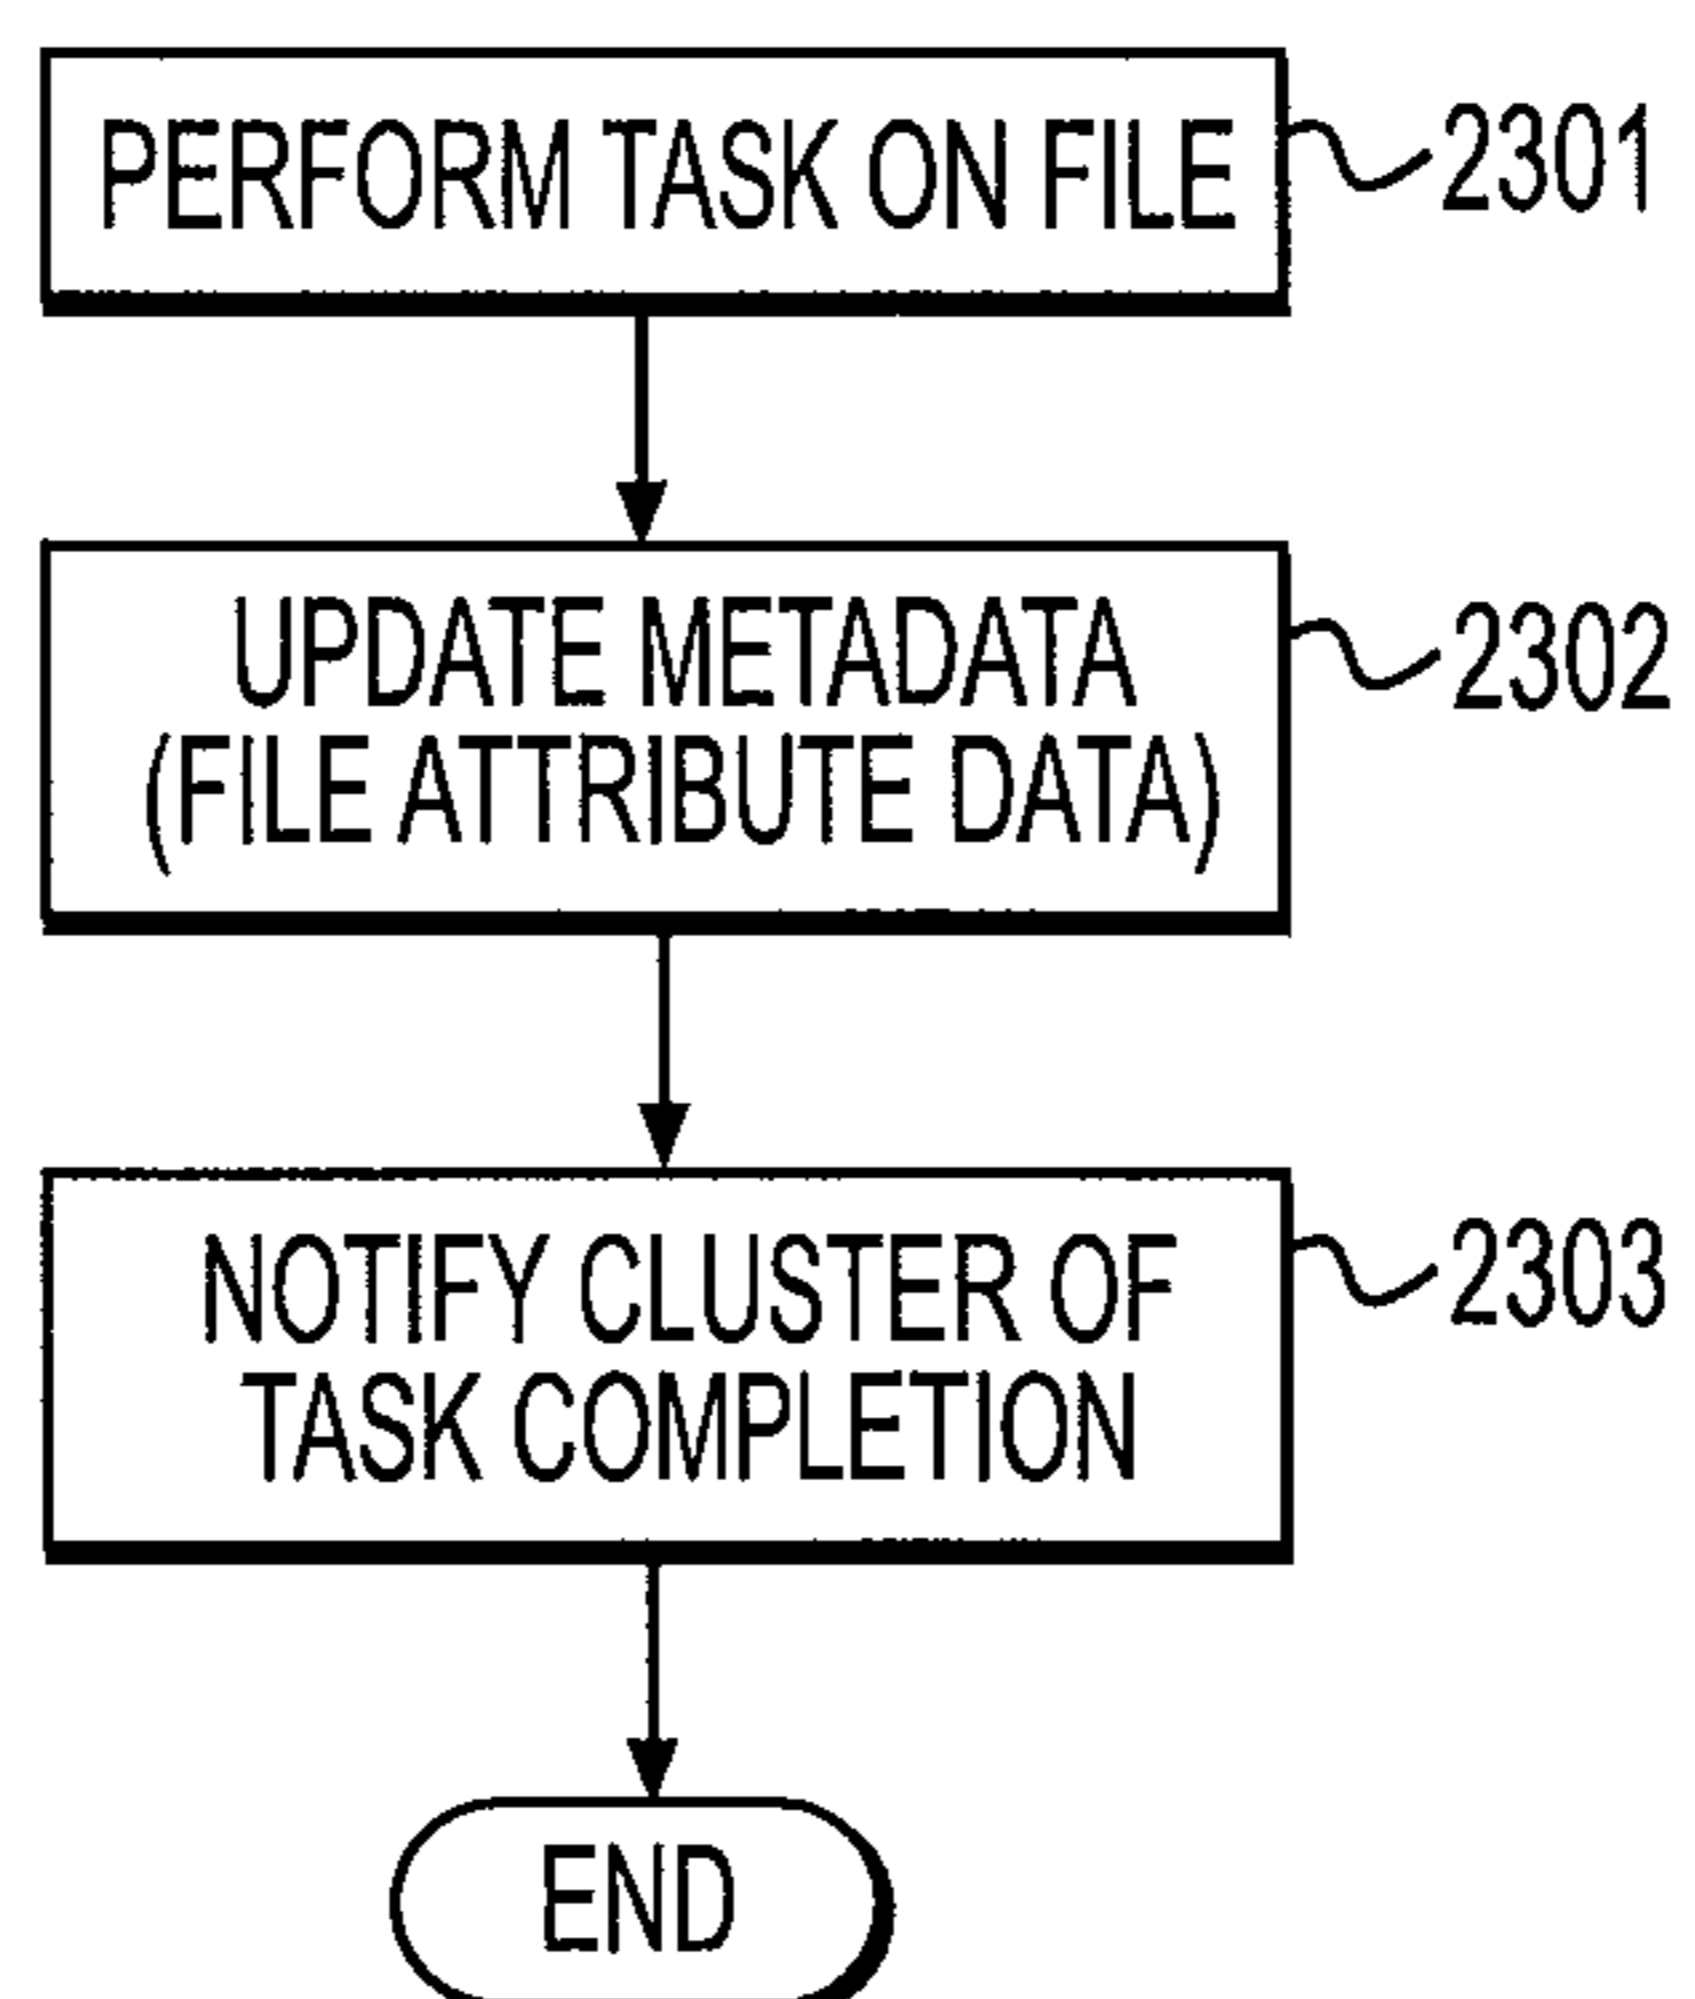 PERFORM TASK ON FILE
2301
UPDATE METADATA
(FILE ATTRIBUTE DATA)
2302
NOTIFY CLUSTER OF
TASK COMPLETION
2303
END